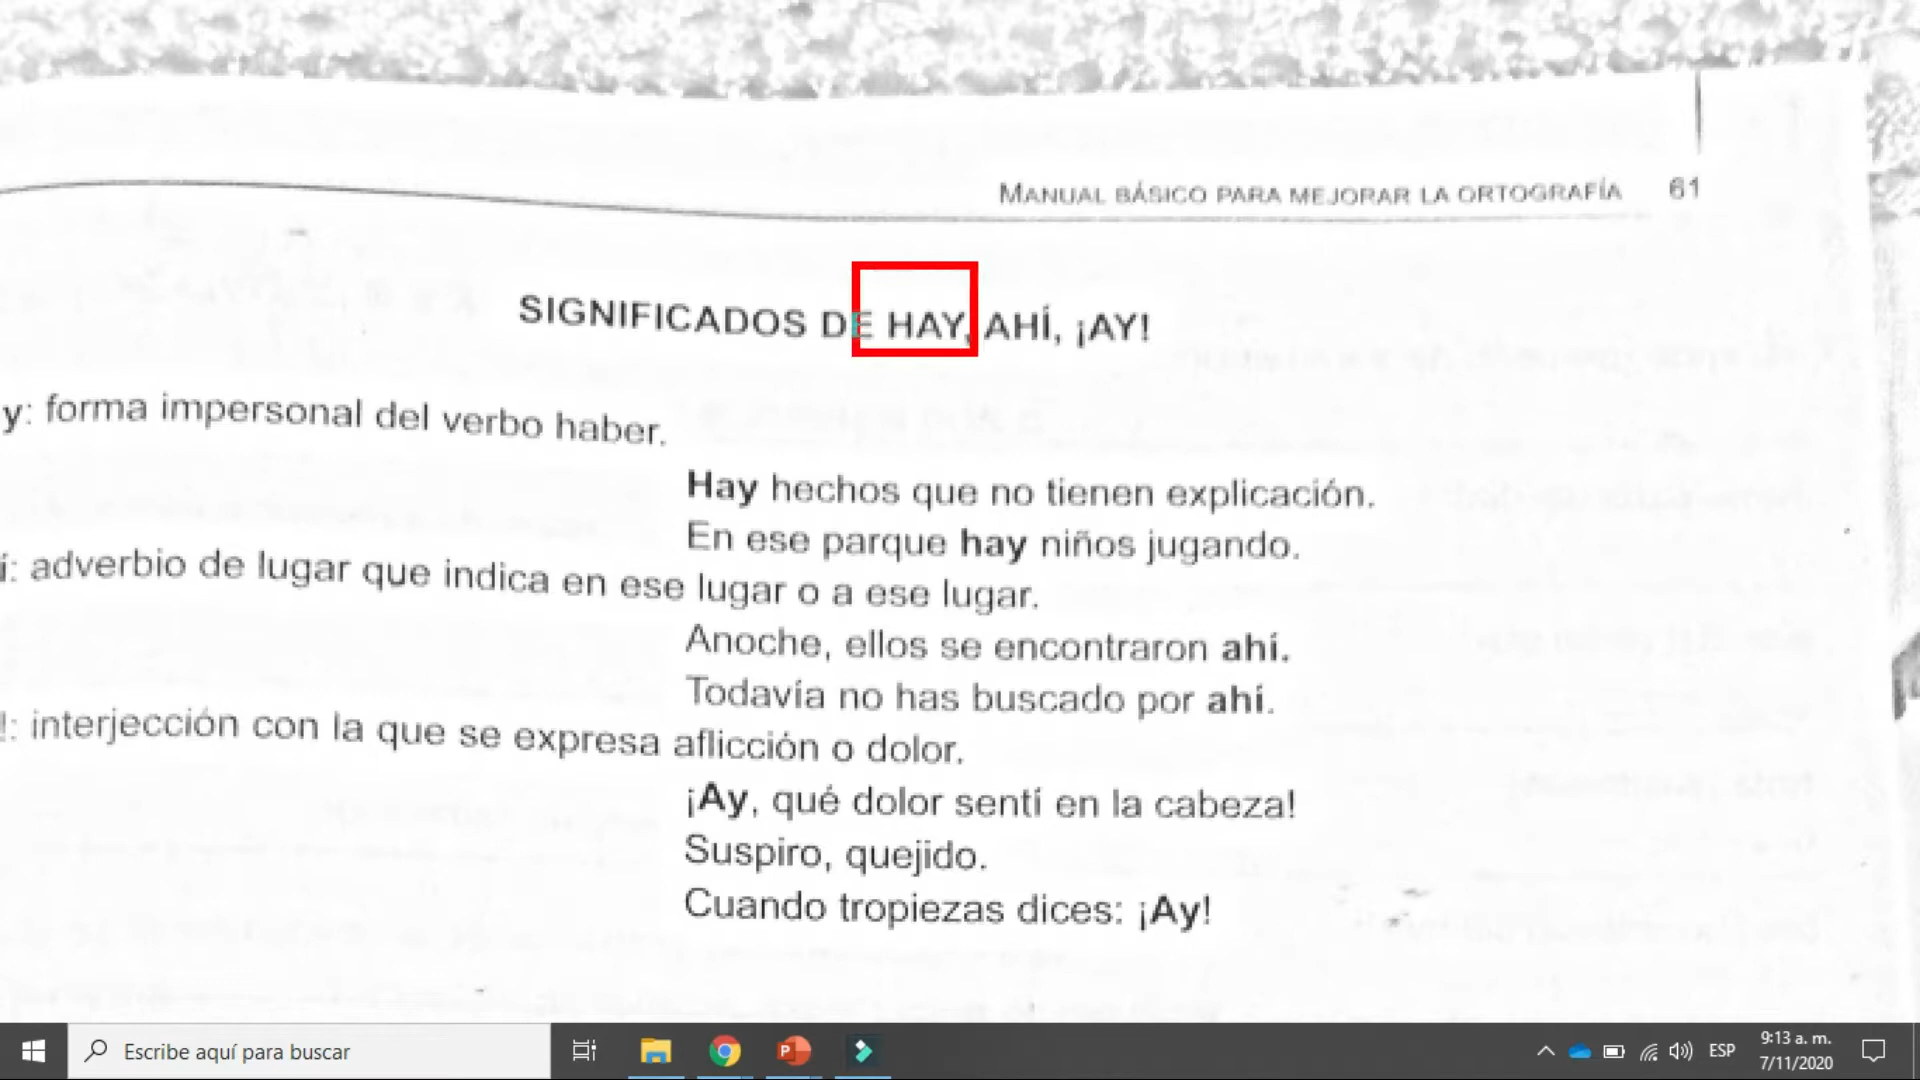 MANUAL BÁSICO PARA MEJORAR LA ORTOGRAFÍA 61
SIGNIFICADOS DE HAY, AHÍ, ¡AY!
y: forma impersonal del verbo haber.
Hay hechos que no tienen explicación.
En ese parque hay niños jugando.
í: adverbio de lugar que indica en ese lugar o a ese lugar.
Anoche, ellos se encontraron ahí.
Todavía no has buscado por ahí.
!: interjección con la que se expresa aflicción o dolor.
¡Ay, qué dolor sentí en la cabeza!
Suspiro, quejido.
Cuando tropiezas dices: ¡Ay!
Escribe aquí para buscar
P
ESP
9:13 a. m.
7/11/2020